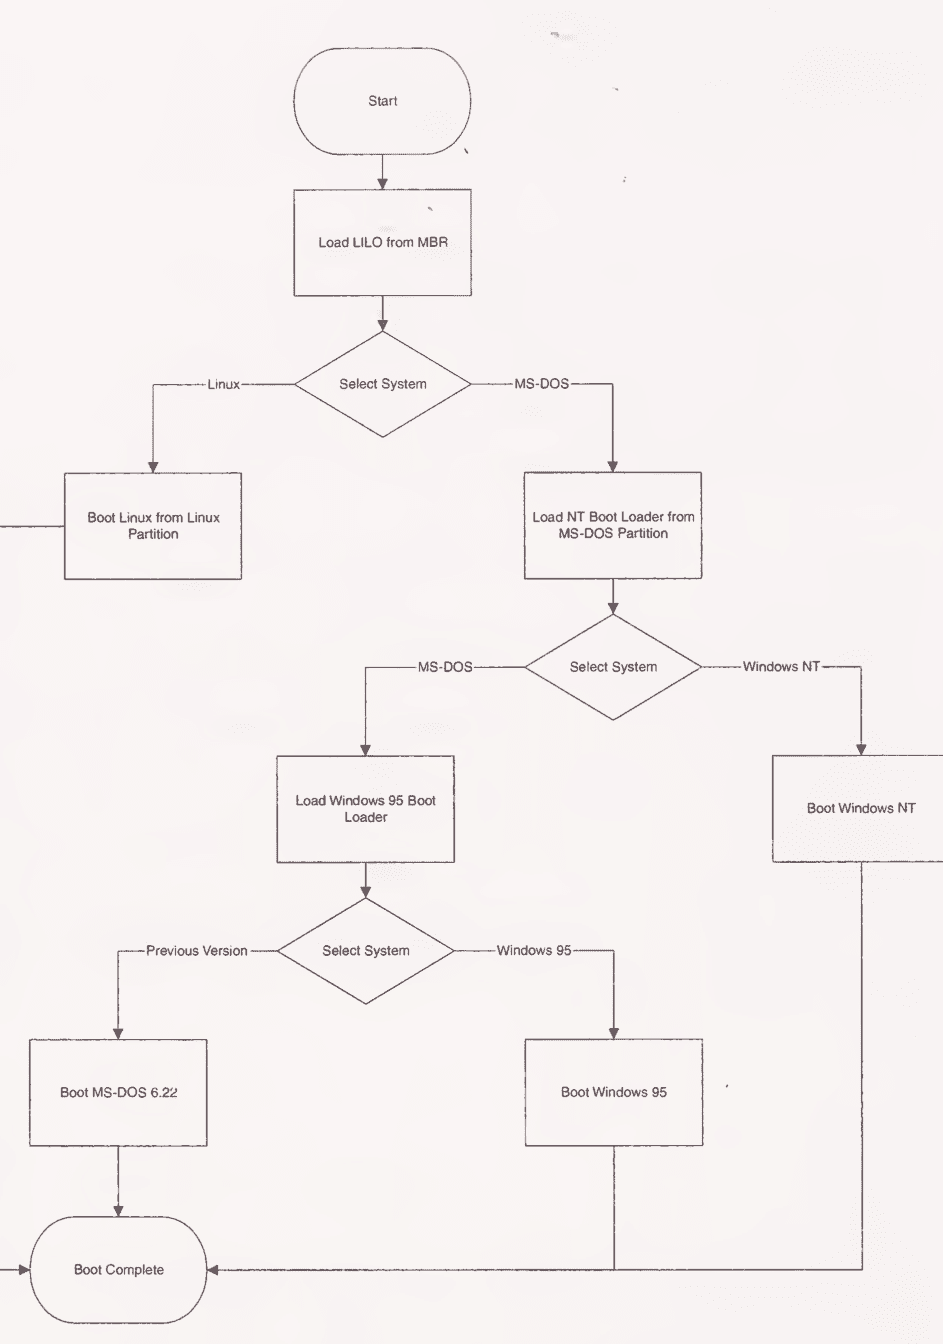 Start
Load LILO from MBR
Select System
Linux
MS-DOS
Boot Linux from Linux
Partition
Load NT Boot Loader from
MS-DOS Partition
Select System
MS-DOS
Windows NT
Load Windows 95 Boot
Loader
Boot Windows NT
Select System
Previous Version
Windows 95
Boot MS-DOS 6.22
Boot Windows 95
Boot Complete